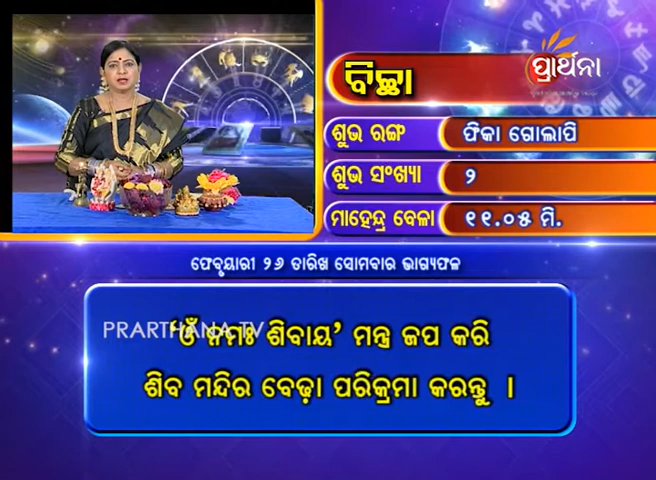 ପ୍ରାର୍ଥନା
ବିଚ୍ଛା
ଶୁଭ ରଙ୍ଗ ଫିକା ଗୋଲାପି
ଶୁଭ ସଂଖ୍ୟା ୨
ମାହେନ୍ଦ୍ର ବେଳା ୧୧.୦୫ ମି.
ଫେବୃୟାରୀ ୨୬ ତାରିଖ ସୋମବାର ଭାଗ୍ୟଫଳ
PRARTHANA TV
‘ଓଁ ନମଃ ଶିବାୟ’ ମନ୍ତ୍ର ଜପ କରି
ଶିବ ମନ୍ଦିର ବେଢ଼ା ପରିକ୍ରମା କରନ୍ତୁ ।